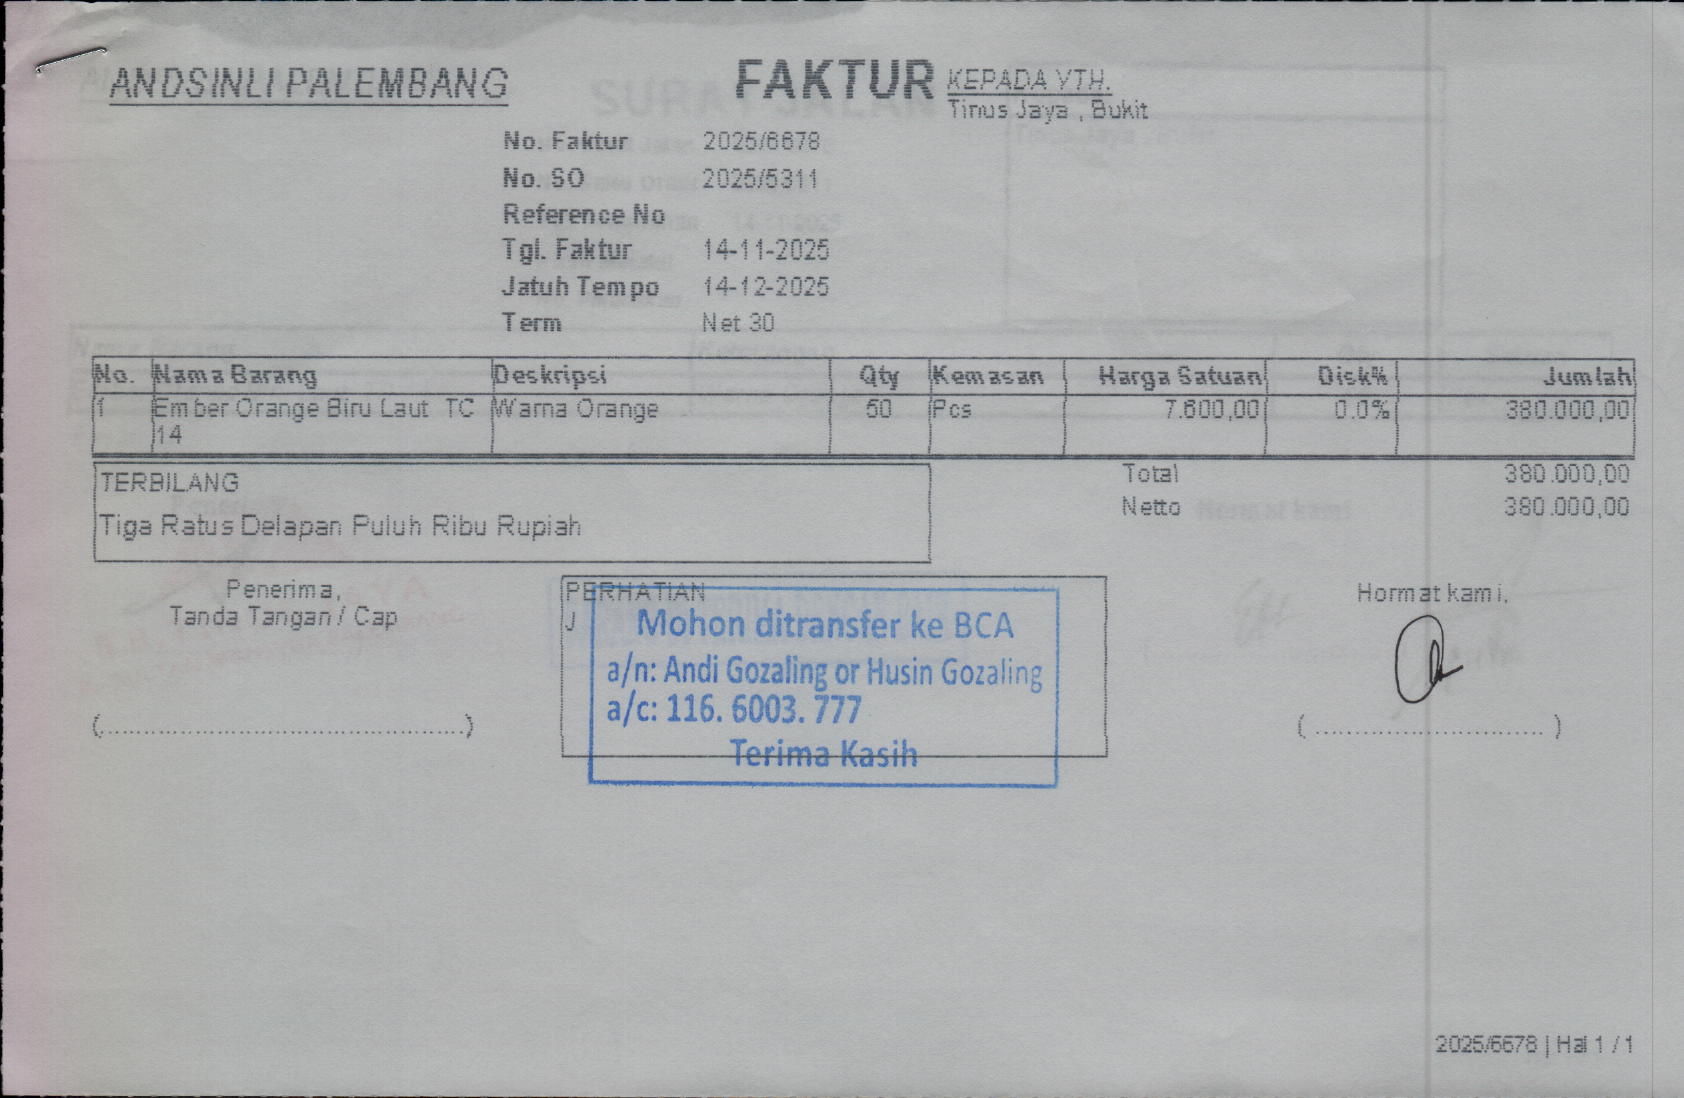 ANDSINLI PALEMBANG
FAKTUR
KEPADA YTH.
Tinus Jaya , Bukit
No. Faktur 2025/6678
No. SO 2025/5311
Reference No
Tgl. Faktur 14-11-2025
Jatuh Tempo 14-12-2025
Term Net 30
No. Nama Barang Deskripsi Qty Kemasan Harga Satuan Disk% Jumlah
1 Ember Orange Biru Laut TC Warna Orange 50 Pcs 7.600,00 0.0% 380.000,00
14
TERBILANG
Tiga Ratus Delapan Puluh Ribu Rupiah
Total 380.000,00
Netto 380.000,00
Penerima,
Tanda Tangan / Cap
(................................................)
PERHATIAN
J
Mohon ditransfer ke BCA
a/n: Andi Gozaling or Husin Gozaling
a/c: 116. 6003. 777
Terima Kasih
Hormat kami,
( ............................. )
2025/6678 | Hal 1 / 1